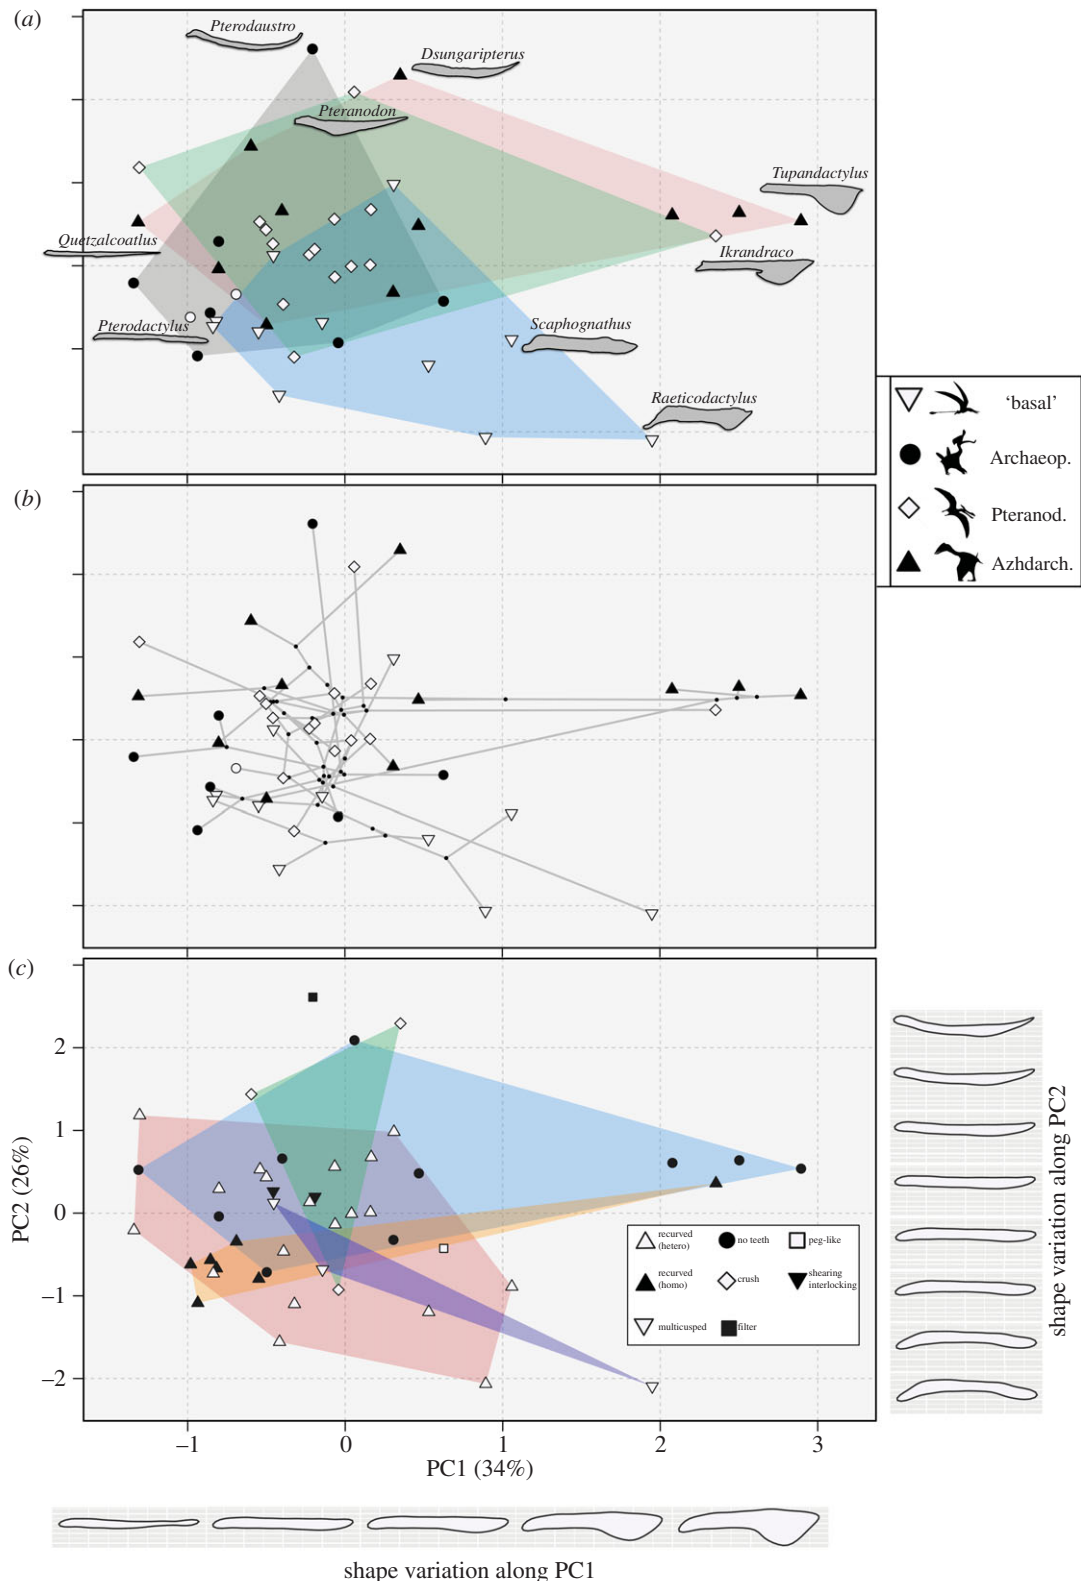 (a)
Pterodaustro
Dsungaripterus
Pteranodon
Tupandactylus
Quetzalcoatlus
Ikrandraco
Pterodactylus
Scaphognathus
Raeticodactylus
‘basal’
Archaeop.
Pteranod.
Azhdarch.
(b)
(c)
2
1
0
−1
−2
PC2 (26%)
recurved (hetero)
no teeth
peg-like
recurved (homo)
crush
shearing interlocking
multicusped
filter
−1
0
1
2
3
PC1 (34%)
shape variation along PC2
shape variation along PC1